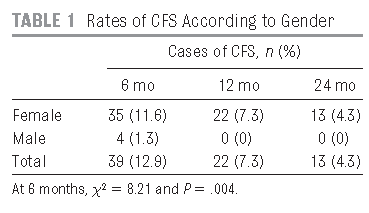 TABLE 1 Rates of CFS According to Gender
Cases of CFS, n (%)
6 mo 12 mo 24 mo
Female 35 (11.6) 22 (7.3) 13 (4.3)
Male 4 (1.3) 0 (0) 0 (0)
Total 39 (12.9) 22 (7.3) 13 (4.3)
At 6 months, χ² = 8.21 and P = .004.